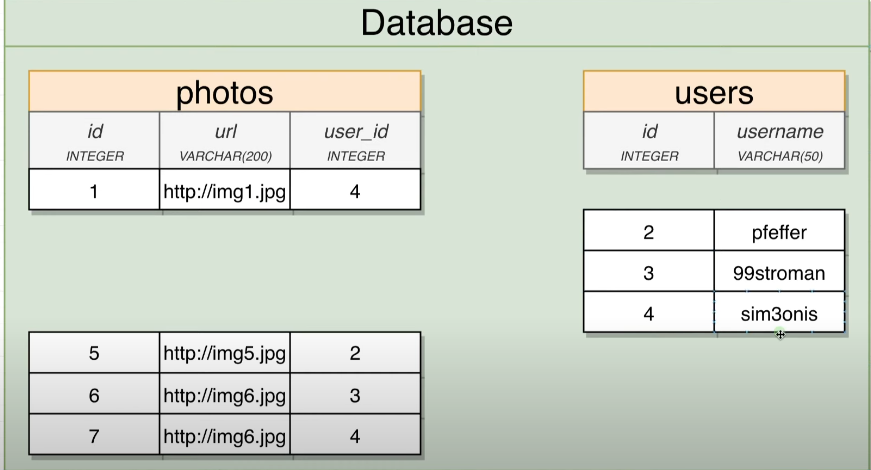 Database
photos
id url user_id
INTEGER VARCHAR(200) INTEGER
1 http://img1.jpg 4
5 http://img5.jpg 2
6 http://img6.jpg 3
7 http://img6.jpg 4
users
id username
INTEGER VARCHAR(50)
2 pfeffer
3 99stroman
4 sim3onis